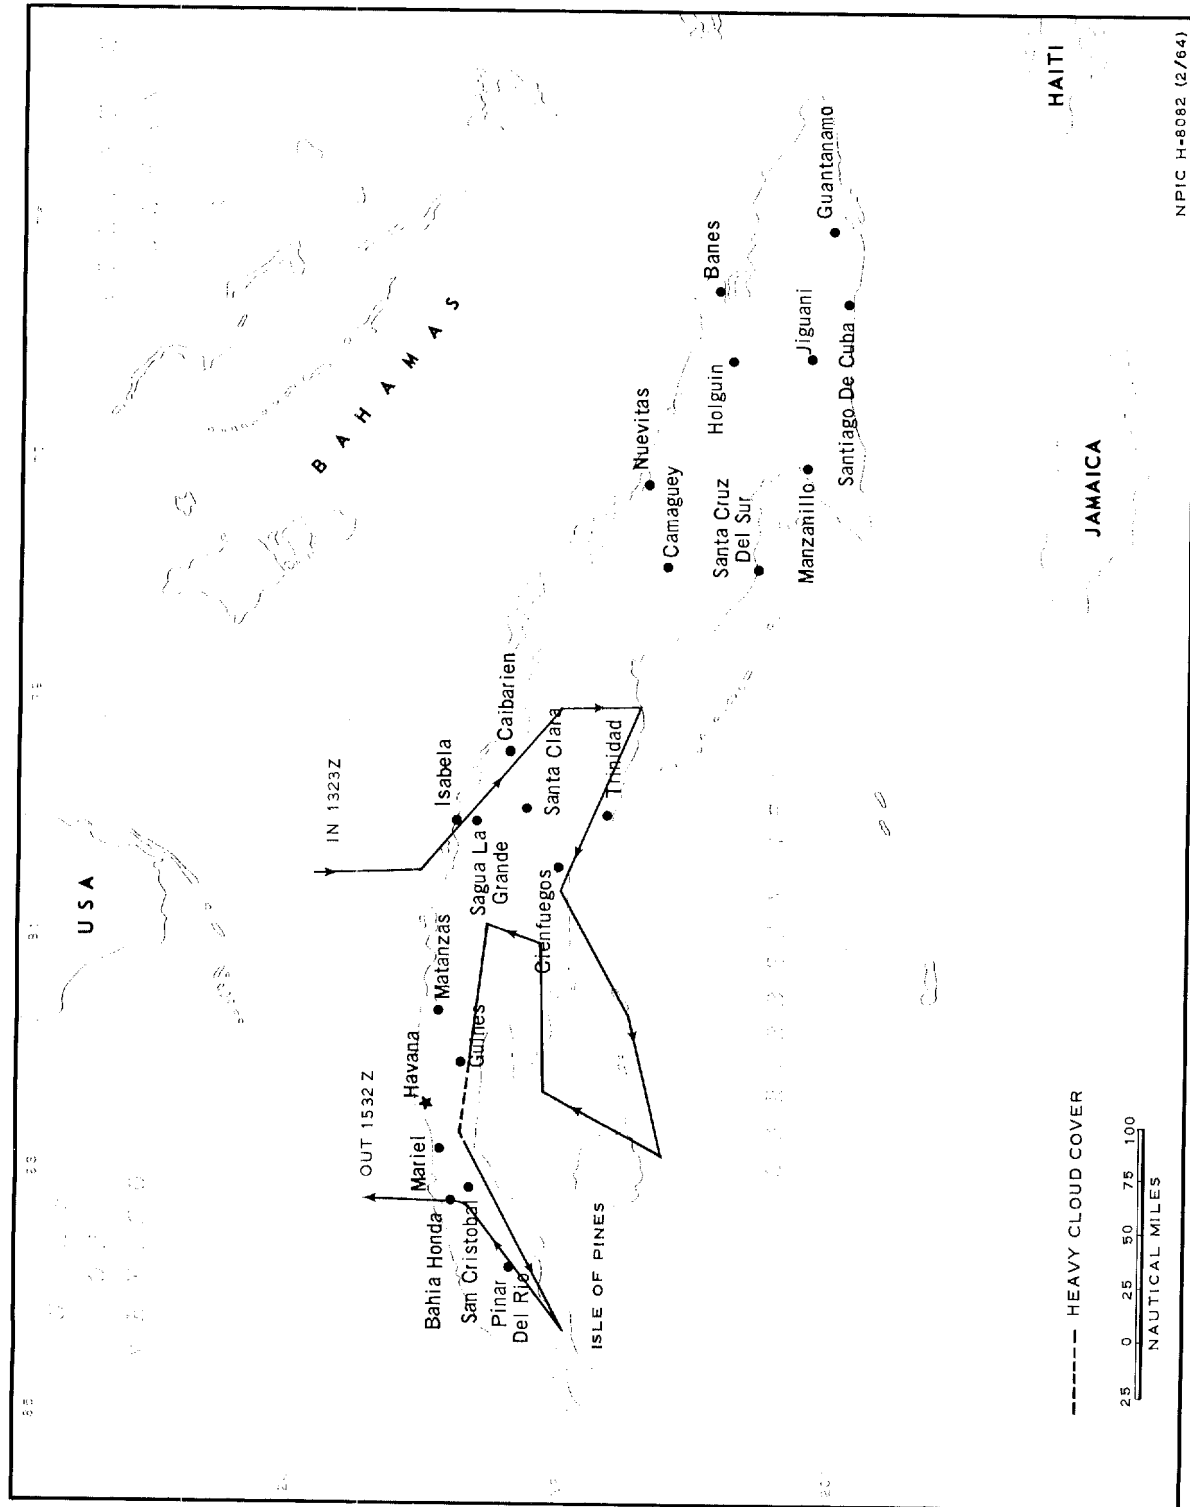 USA
BAHAMAS
IN 1323Z
OUT 1532 Z
Havana
Matanzas
Mariel
Guines
Bahia Honda
San Cristobal
Pinar
Del Rio
ISLE OF PINES
Isabela
Sagua La
Grande
Caibarien
Santa Clara
Cienfuegos
Trinidad
Nuevitas
Camaguey
Santa Cruz
Del Sur
Banes
Holguin
Jiguani
Manzanillo
Guantanamo
Santiago De Cuba
HAITI
JAMAICA
HEAVY CLOUD COVER
25 0 25 50 75 100
NAUTICAL MILES
NPIC H-8082 (2/64)